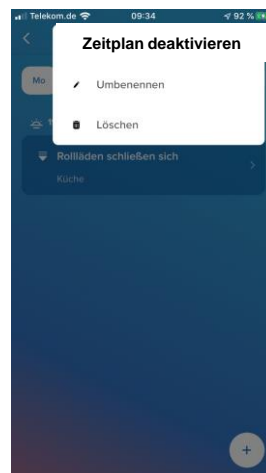 Telekom.de 09:34 92 %
Zeitplan deaktivieren
Mo
Umbenennen
Löschen
Rollläden schließen sich
Küche
+